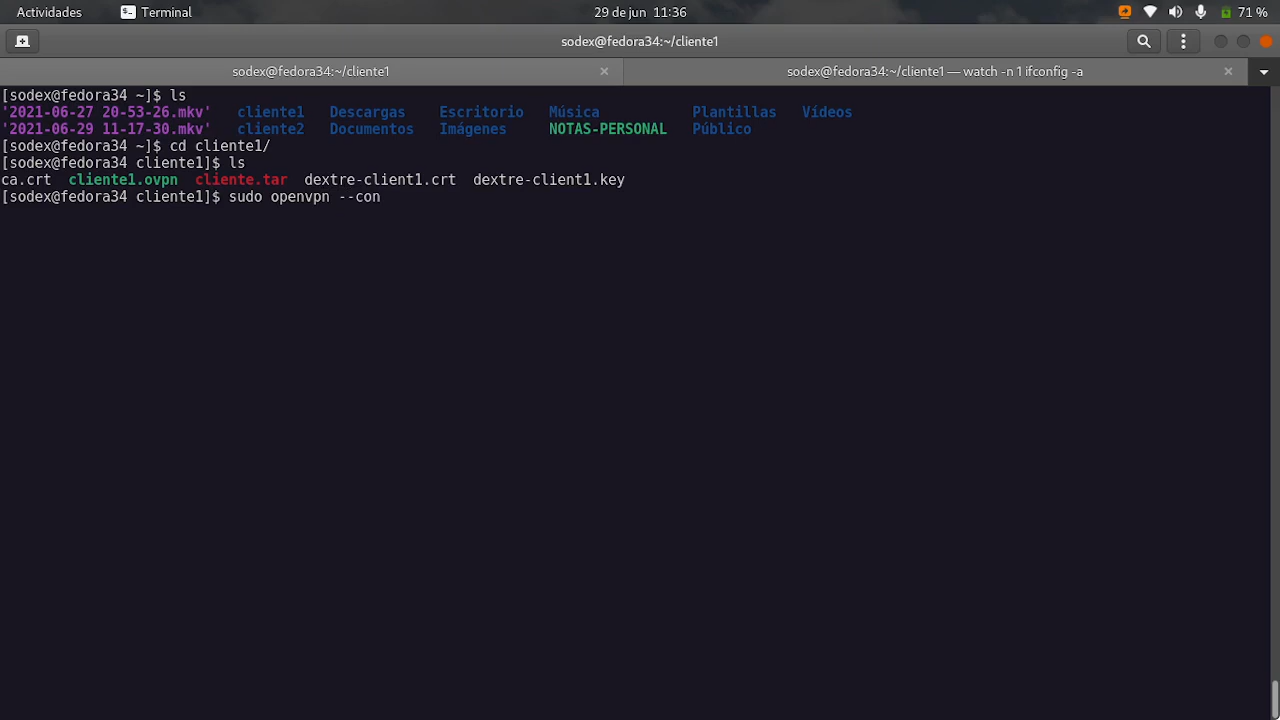 Actividades Terminal 29 de jun 11:36 71 %
sodex@fedora34:~/cliente1
sodex@fedora34:~/cliente1 sodex@fedora34:~/cliente1 — watch -n 1 ifconfig -a
[sodex@fedora34 ~]$ ls
'2021-06-27 20-53-26.mkv' cliente1 Descargas Escritorio Música Plantillas Vídeos
'2021-06-29 11-17-30.mkv' cliente2 Documentos Imágenes NOTAS-PERSONAL Público
[sodex@fedora34 ~]$ cd cliente1/
[sodex@fedora34 cliente1]$ ls
ca.crt cliente1.ovpn cliente.tar dextre-client1.crt dextre-client1.key
[sodex@fedora34 cliente1]$ sudo openvpn --con